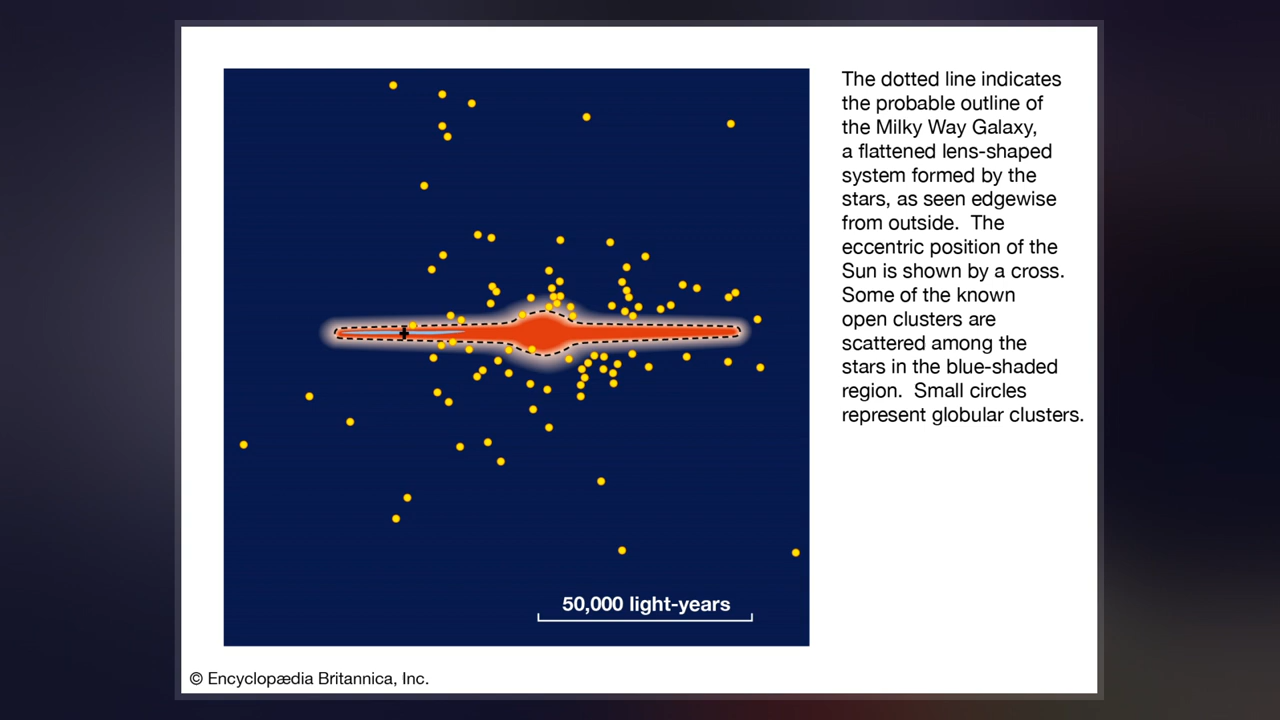 The dotted line indicates
the probable outline of
the Milky Way Galaxy,
a flattened lens-shaped
system formed by the
stars, as seen edgewise
from outside.  The
eccentric position of the
Sun is shown by a cross.
Some of the known
open clusters are
scattered among the
stars in the blue-shaded
region.  Small circles
represent globular clusters.
50,000 light-years
© Encyclopædia Britannica, Inc.